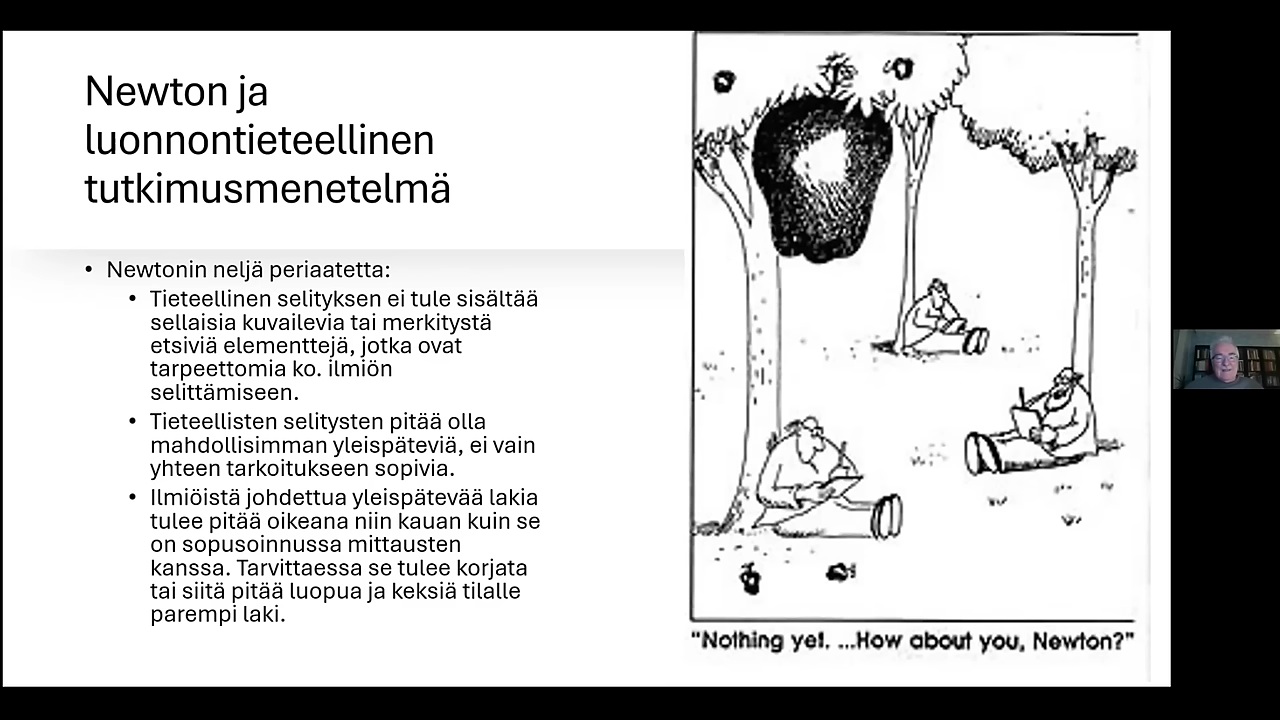 Newton ja
luonnontieteellinen
tutkimusmenetelmä
• Newtonin neljä periaatetta:
• Tieteellinen selityksen ei tule sisältää
sellaisia kuvailevia tai merkitystä
etsiviä elementtejä, jotka ovat
tarpeettomia ko. ilmiön
selittämiseen.
• Tieteellisten selitysten pitää olla
mahdollisimman yleispäteviä, ei vain
yhteen tarkoitukseen sopivia.
• Ilmiöistä johdettua yleispätevää lakia
tulee pitää oikeana niin kauan kuin se
on sopusoinnussa mittausten
kanssa. Tarvittaessa se tulee korjata
tai siitä pitää luopua ja keksiä tilalle
parempi laki.
"Nothing yet. ...How about you, Newton?"